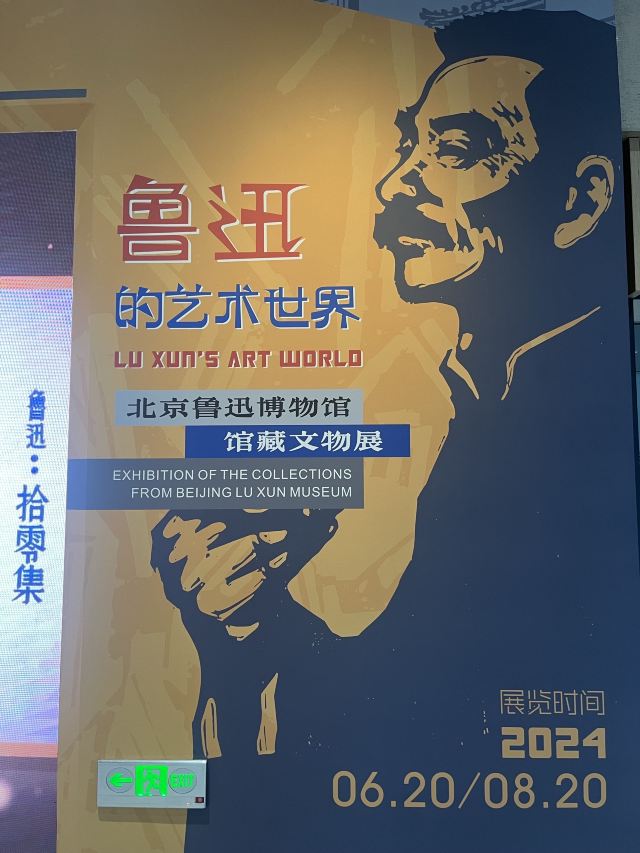 鲁迅
的艺术世界
LU XUN'S ART WORLD
北京鲁迅博物馆
馆藏文物展
EXHIBITION OF THE COLLECTIONS
FROM BEIJING LU XUN MUSEUM
鲁迅：拾零集
展览时间
2024
06.20/08.20
EXIT